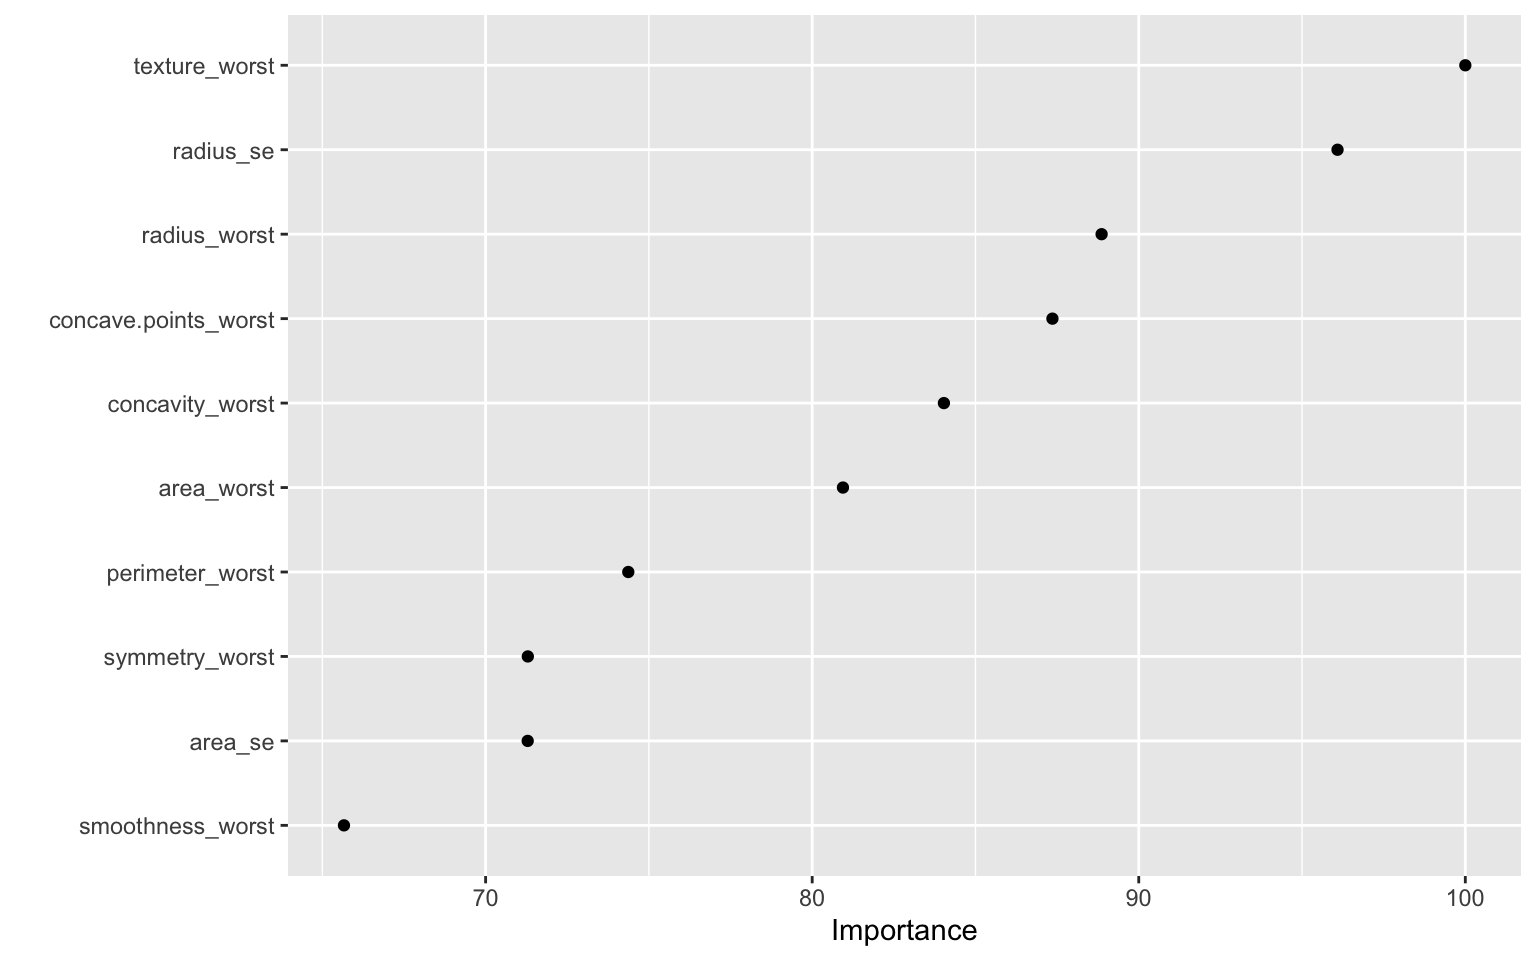 texture_worst
radius_se
radius_worst
concave.points_worst
concavity_worst
area_worst
perimeter_worst
symmetry_worst
area_se
smoothness_worst
70 80 90 100
Importance